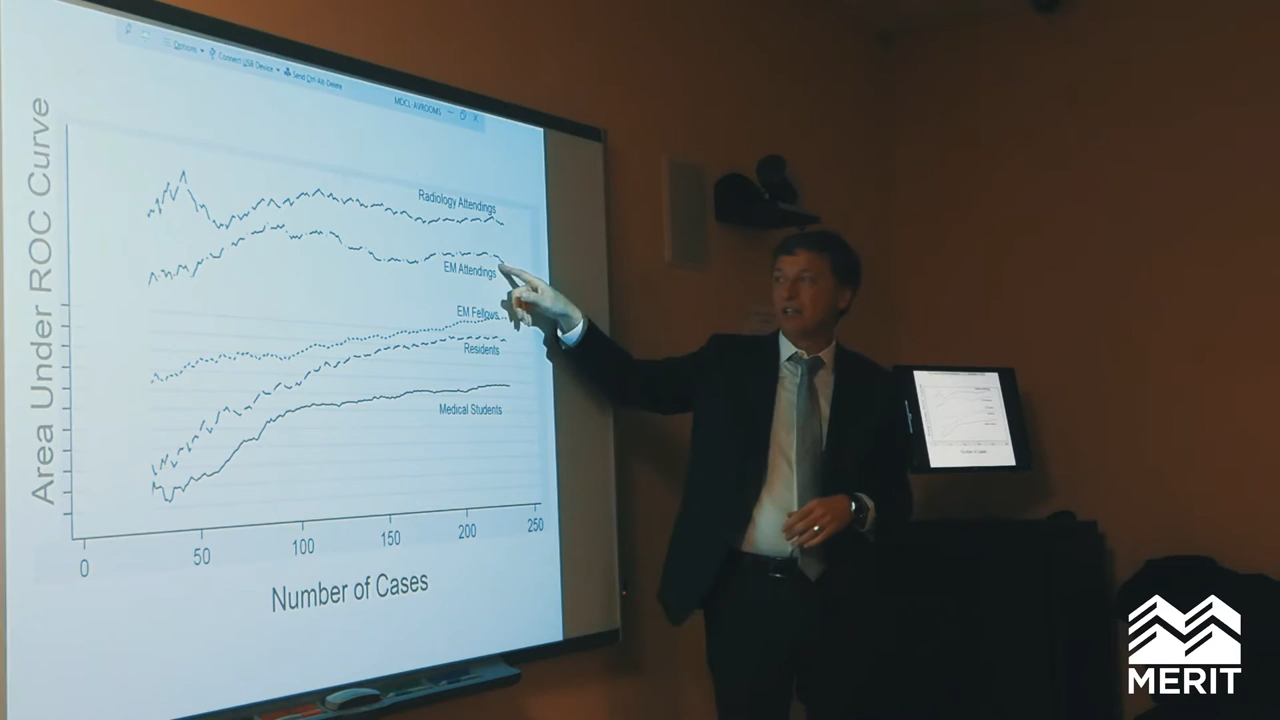 Options
Connect USB Device
Send Ctrl-Alt-Delete
MDCL-AVROOMS
Area Under ROC Curve
Radiology Attendings
EM Attendings
EM Fellows
Residents
Medical Students
0
50
100
150
200
250
Number of Cases
MERIT